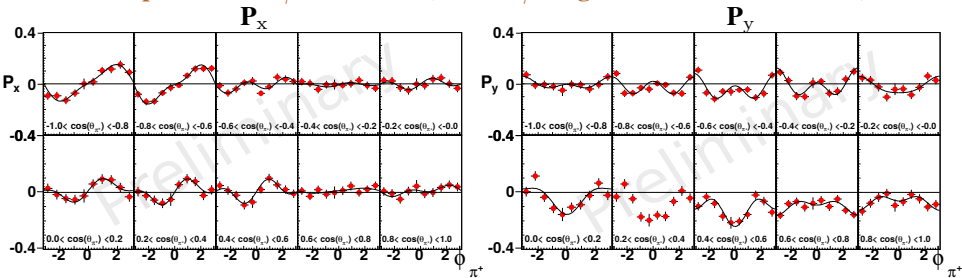 P_x P_y
0.4 0.4
P_x 0 P_y 0
-1.0< cos(θ_π⁺) <-0.8 -0.8< cos(θ_π⁺) <-0.6 -0.6< cos(θ_π⁺) <-0.4 -0.4< cos(θ_π⁺) <-0.2 -0.2 <cos(θ_π⁺) <-0.0 -1.0< cos(θ_π⁺) <-0.8 -0.8< cos(θ_π⁺) <-0.6 -0.6< cos(θ_π⁺) <-0.4 -0.4< cos(θ_π⁺) <-0.2 -0.2 <cos(θ_π⁺) <-0.0
-0.4 -0.4
Preliminary Preliminary
0 0
0.0< cos(θ_π⁺) <0.2 0.2< cos(θ_π⁺) <0.4 0.4< cos(θ_π⁺) <0.6 0.6< cos(θ_π⁺) <0.8 0.8< cos(θ_π⁺) <1.0 0.0< cos(θ_π⁺) <0.2 0.2< cos(θ_π⁺) <0.4 0.4< cos(θ_π⁺) <0.6 0.6< cos(θ_π⁺) <0.8 0.8< cos(θ_π⁺) <1.0
-0.4 -0.4
-2 0 2 -2 0 2 -2 0 2 -2 0 2 -2 0 2 ϕ_π⁺ -2 0 2 -2 0 2 -2 0 2 -2 0 2 -2 0 2 ϕ_π⁺